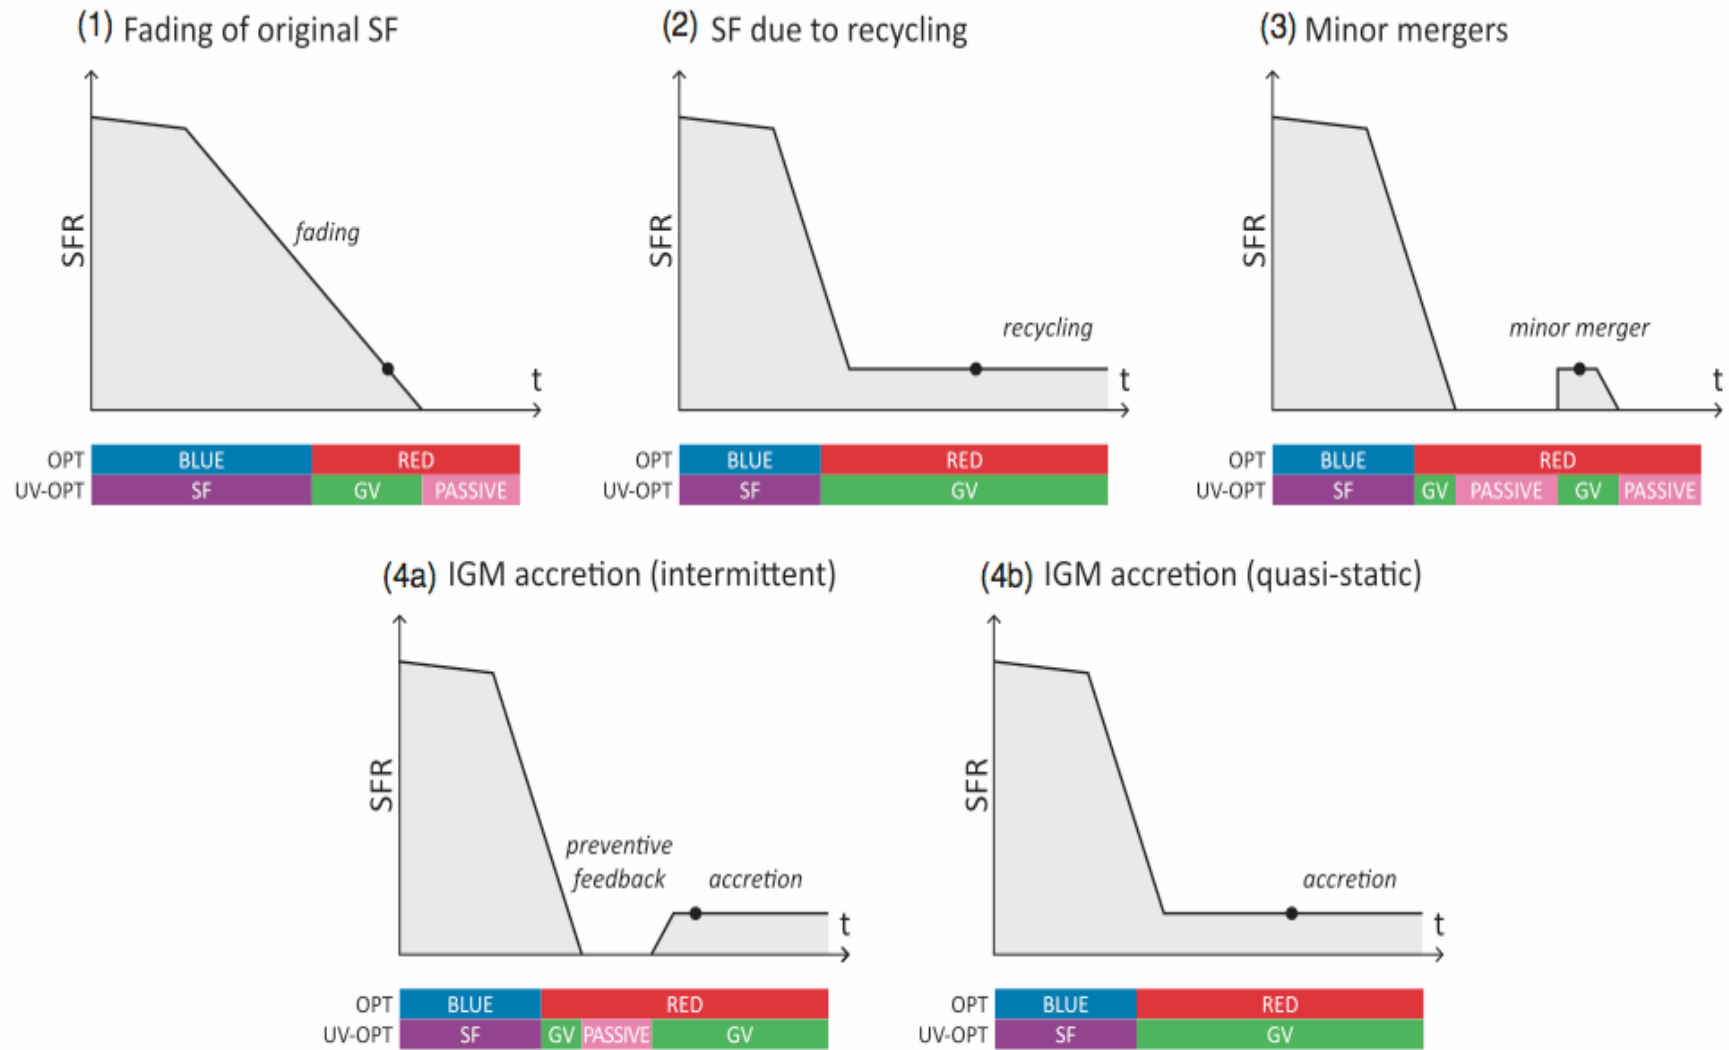 (1) Fading of original SF
SFR
fading
t
OPT BLUE RED
UV-OPT SF GV PASSIVE
(2) SF due to recycling
SFR
recycling
t
OPT BLUE RED
UV-OPT SF GV
(3) Minor mergers
SFR
minor merger
t
OPT BLUE RED
UV-OPT SF GV PASSIVE GV PASSIVE
(4a) IGM accretion (intermittent)
SFR
preventive
feedback accretion
t
OPT BLUE RED
UV-OPT SF GV PASSIVE GV
(4b) IGM accretion (quasi-static)
SFR
accretion
t
OPT BLUE RED
UV-OPT SF GV